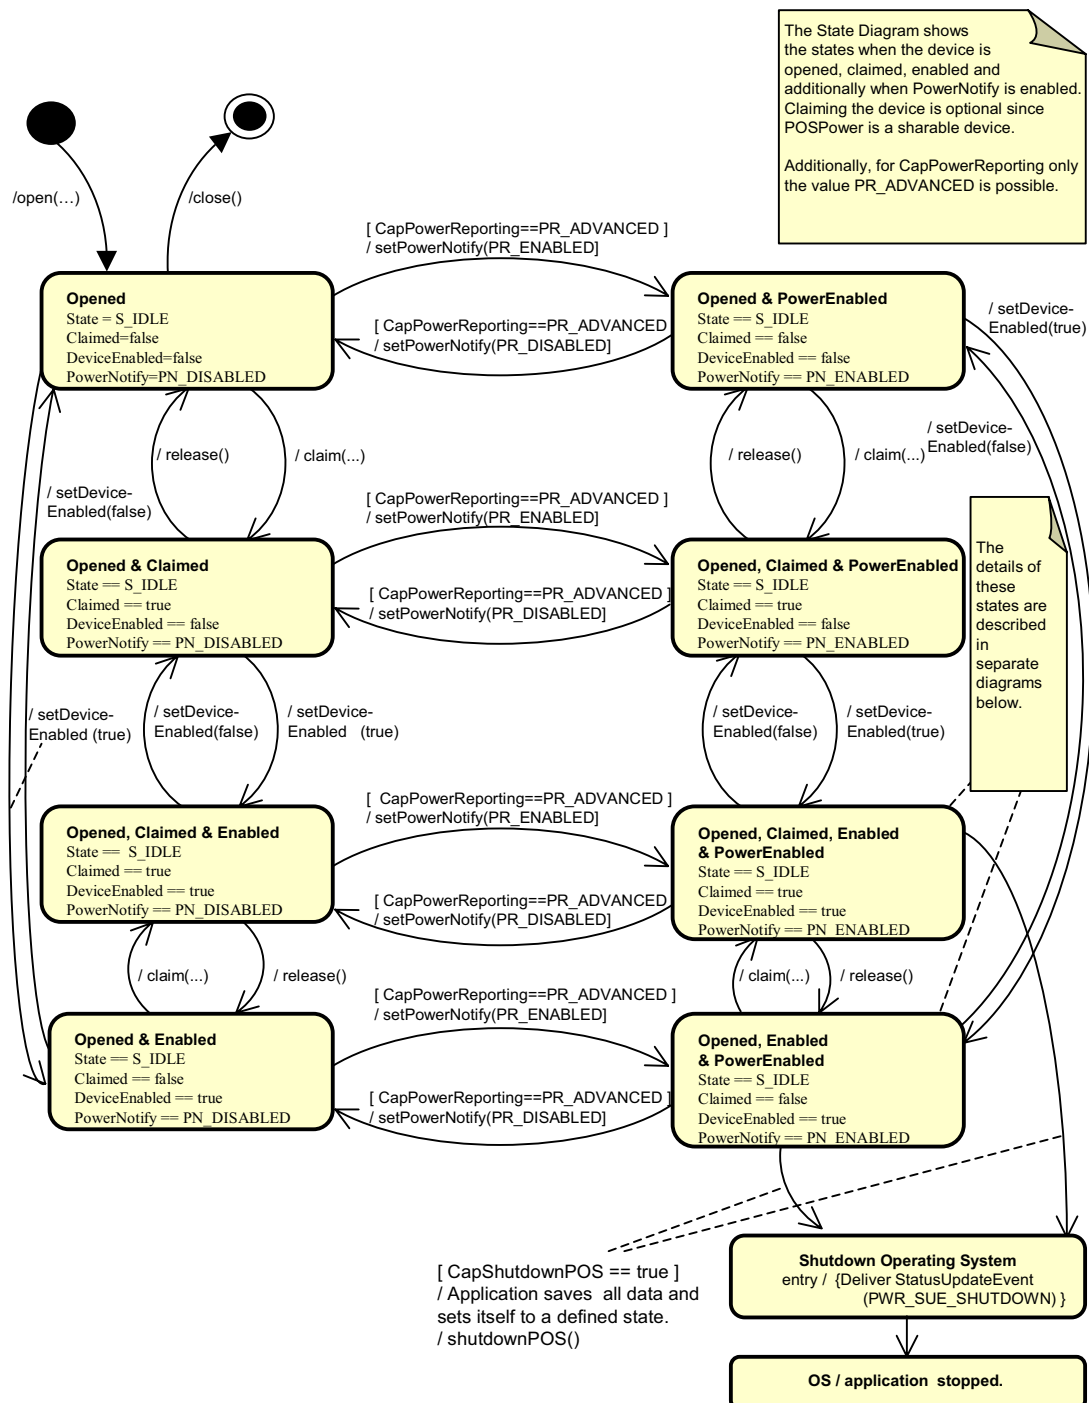 The State Diagram shows
the states when the device is
opened, claimed, enabled and
additionally when PowerNotify is enabled.
Claiming the device is optional since
POSPower is a sharable device.
Additionally, for CapPowerReporting only
the value PR_ADVANCED is possible.
/open(…)
/close()
[ CapPowerReporting==PR_ADVANCED ]
/ setPowerNotify(PR_ENABLED]
Opened
State = S_IDLE
Claimed=false
DeviceEnabled=false
PowerNotify=PN_DISABLED
[ CapPowerReporting==PR_ADVANCED
/ setPowerNotify(PR_DISABLED]
Opened & PowerEnabled
State == S_IDLE
Claimed == false
DeviceEnabled == false
PowerNotify == PN_ENABLED
/ setDevice-
Enabled(true)
/ release()
/ claim(...)
/ release()
/ claim(...)
/ setDevice-
Enabled(false)
/ setDevice-
Enabled(false)
[ CapPowerReporting==PR_ADVANCED ]
/ setPowerNotify(PR_ENABLED]
Opened & Claimed
State == S_IDLE
Claimed == true
DeviceEnabled == false
PowerNotify == PN_DISABLED
[ CapPowerReporting==PR_ADVANCED ]
/ setPowerNotify(PR_DISABLED]
Opened, Claimed & PowerEnabled
State == S_IDLE
Claimed == true
DeviceEnabled == false
PowerNotify == PN_ENABLED
The
details of
these
states are
described
in
separate
diagrams
below.
/ setDevice-
Enabled (true)
/ setDevice-
Enabled(false)
/ setDevice-
Enabled (true)
/ setDevice-
Enabled(false)
/ setDevice-
Enabled(true)
[ CapPowerReporting==PR_ADVANCED ]
/ setPowerNotify(PR_ENABLED]
Opened, Claimed & Enabled
State == S_IDLE
Claimed == true
DeviceEnabled == true
PowerNotify == PN_DISABLED
[ CapPowerReporting==PR_ADVANCED
/ setPowerNotify(PR_DISABLED]
Opened, Claimed, Enabled
& PowerEnabled
State == S_IDLE
Claimed == true
DeviceEnabled == true
PowerNotify == PN_ENABLED
/ claim(...)
/ release()
/ claim(...)
/ release()
[ CapPowerReporting==PR_ADVANCED ]
/ setPowerNotify(PR_ENABLED]
Opened & Enabled
State == S_IDLE
Claimed == false
DeviceEnabled == true
PowerNotify == PN_DISABLED
[ CapPowerReporting==PR_ADVANCED ]
/ setPowerNotify(PR_DISABLED]
Opened, Enabled
& PowerEnabled
State == S_IDLE
Claimed == false
DeviceEnabled == true
PowerNotify == PN_ENABLED
[ CapShutdownPOS == true ]
/ Application saves all data and
sets itself to a defined state.
/ shutdownPOS()
Shutdown Operating System
entry / {Deliver StatusUpdateEvent
(PWR_SUE_SHUTDOWN) }
OS / application stopped.